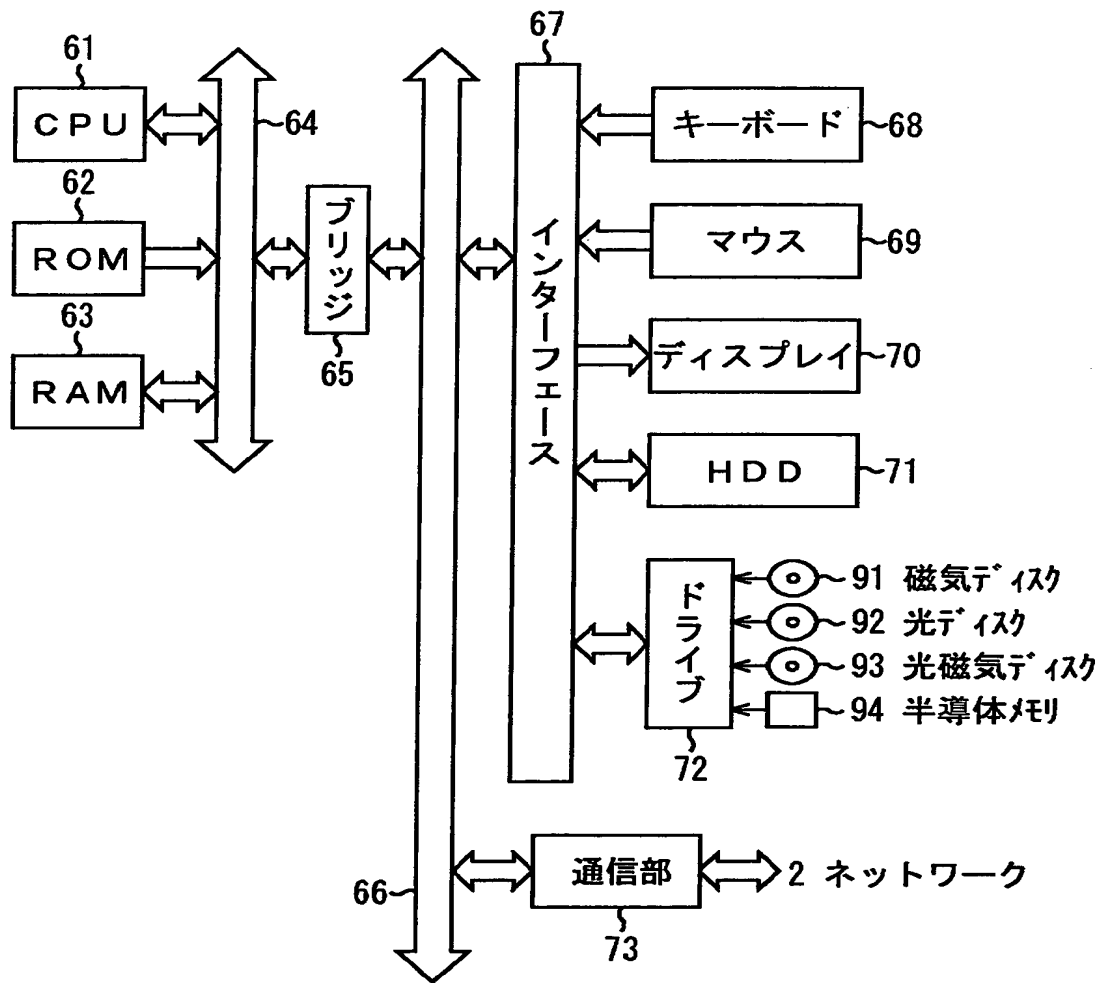 61
CPU
62
ROM
63
RAM
64
ブリッジ
65
66
67
インターフェース
キーボード
68
マウス
69
ディスプレイ
70
HDD
71
ドライブ
72
91 磁気ディスク
92 光ディスク
93 光磁気ディスク
94 半導体メモリ
通信部
73
2 ネットワーク